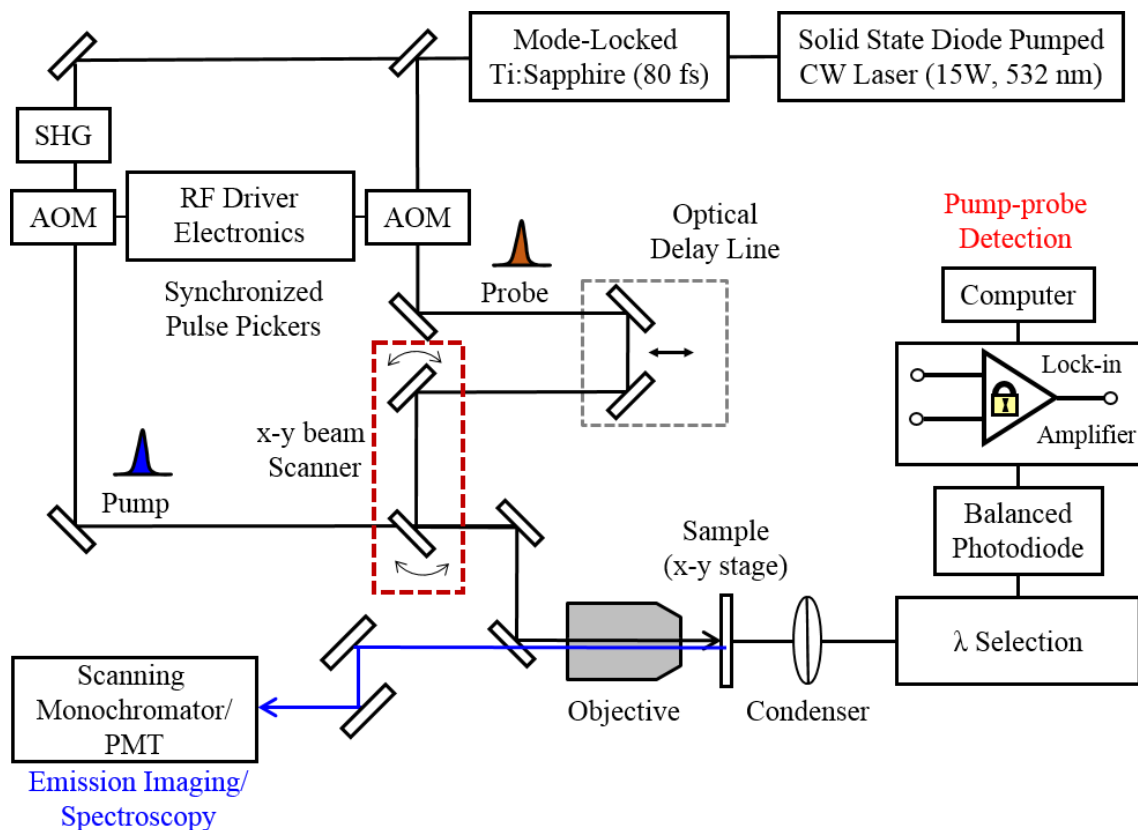 Mode-Locked
Ti:Sapphire (80 fs)
Solid State Diode Pumped
CW Laser (15W, 532 nm)
SHG
AOM
RF Driver
Electronics
AOM
Synchronized
Pulse Pickers
Probe
Optical
Delay Line
Pump-probe
Detection
Computer
Lock-in
Amplifier
x-y beam
Scanner
Pump
Balanced
Photodiode
Sample
(x-y stage)
λ Selection
Objective
Condenser
Scanning
Monochromator/
PMT
Emission Imaging/
Spectroscopy